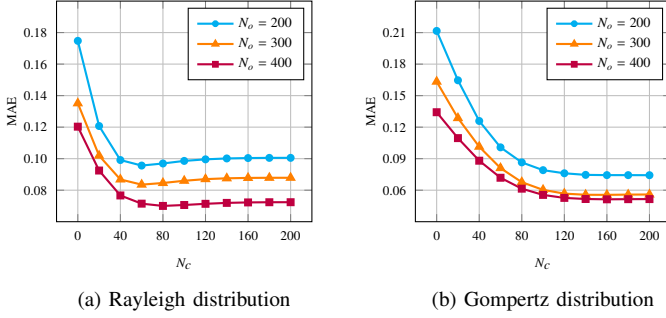 0.18
0.16
0.14
0.12
0.10
0.08
MAE
N_o = 200
N_o = 300
N_o = 400
0 40 80 120 160 200
N_C
(a) Rayleigh distribution
0.21
0.18
0.15
0.12
0.09
0.06
MAE
N_o = 200
N_o = 300
N_o = 400
0 40 80 120 160 200
N_C
(b) Gompertz distribution